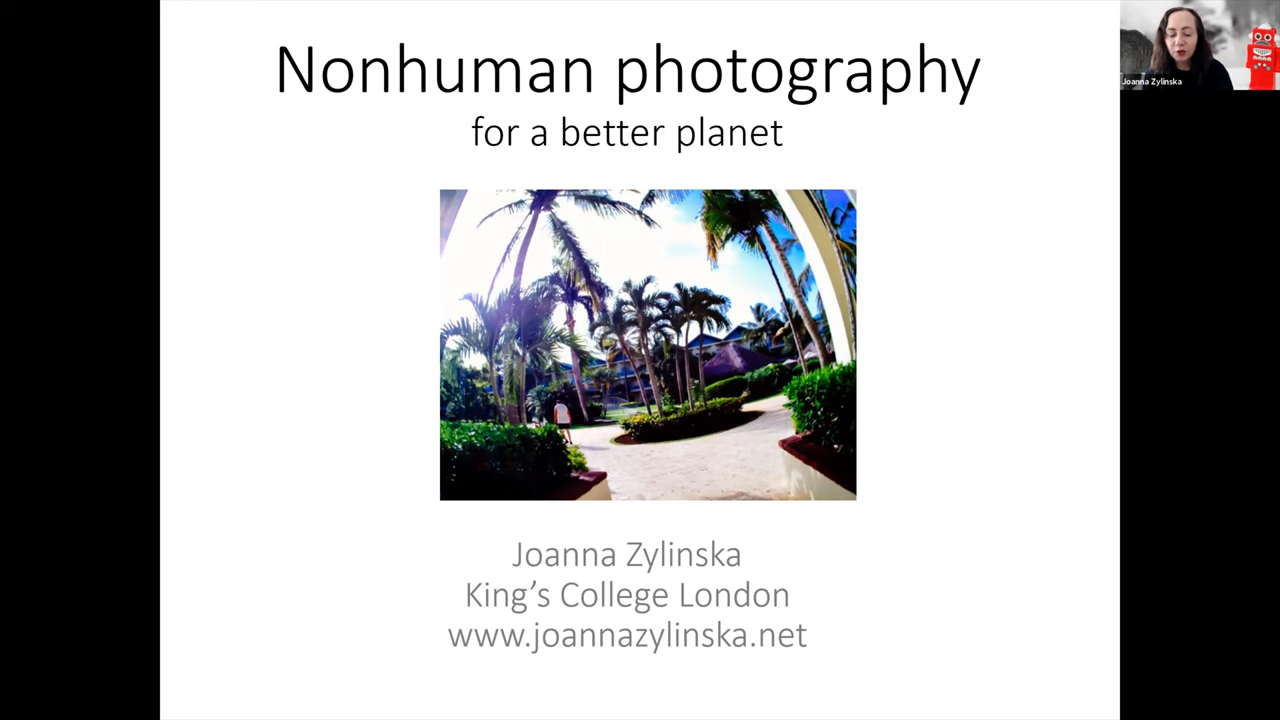 Nonhuman photography
for a better planet
Joanna Zylinska
King's College London
www.joannazylinska.net
Joanna Zylinska